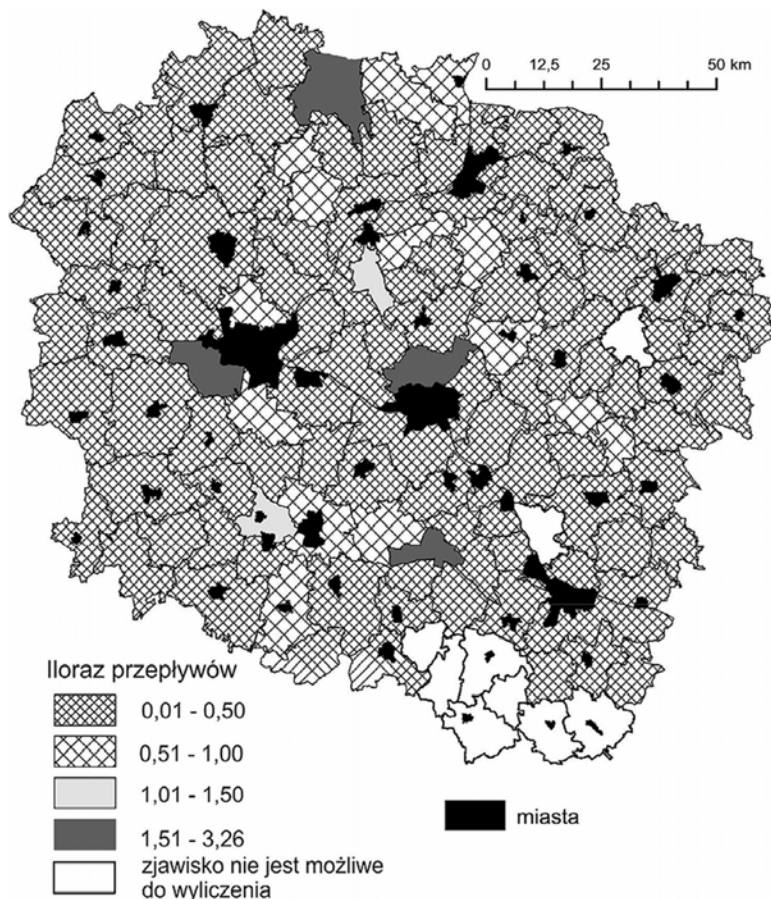 0 12,5 25 50 km
Iloraz przepływów
0,01 - 0,50
0,51 - 1,00
1,01 - 1,50
1,51 - 3,26
zjawisko nie jest możliwe
do wyliczenia
miasta